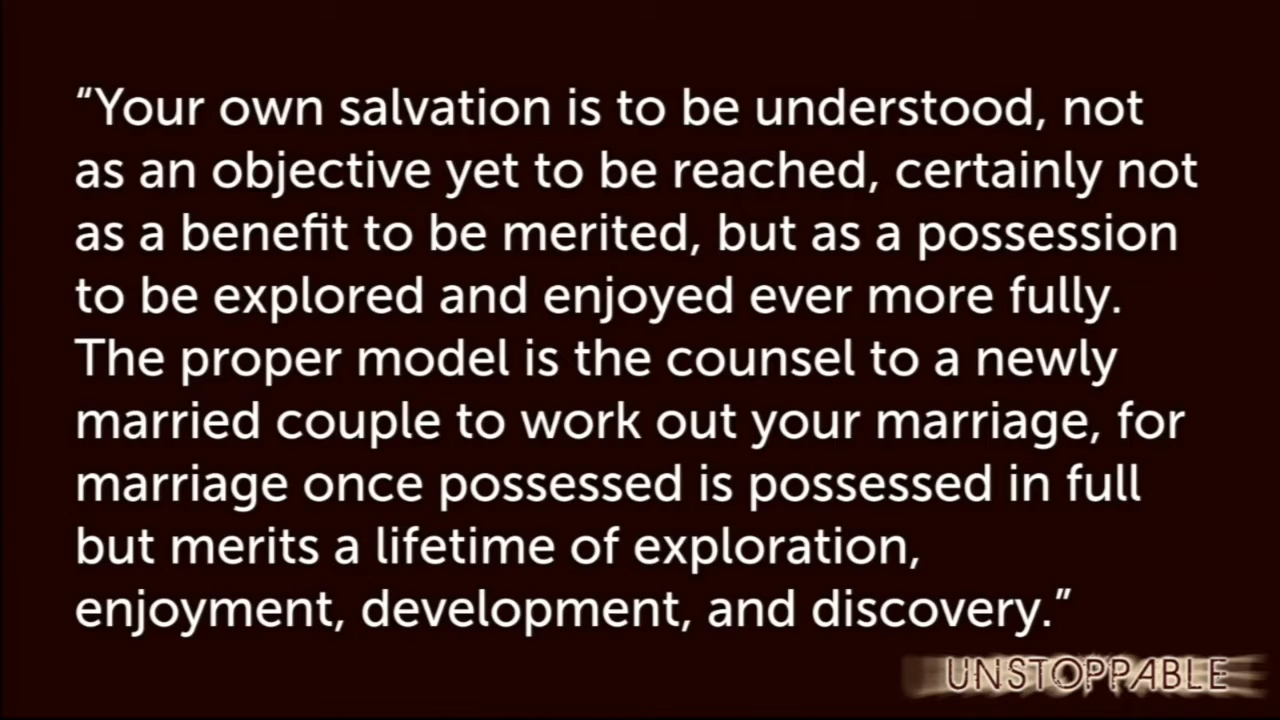 “Your own salvation is to be understood, not
as an objective yet to be reached, certainly not
as a benefit to be merited, but as a possession
to be explored and enjoyed ever more fully.
The proper model is the counsel to a newly
married couple to work out your marriage, for
marriage once possessed is possessed in full
but merits a lifetime of exploration,
enjoyment, development, and discovery.”
UNSTOPPABLE